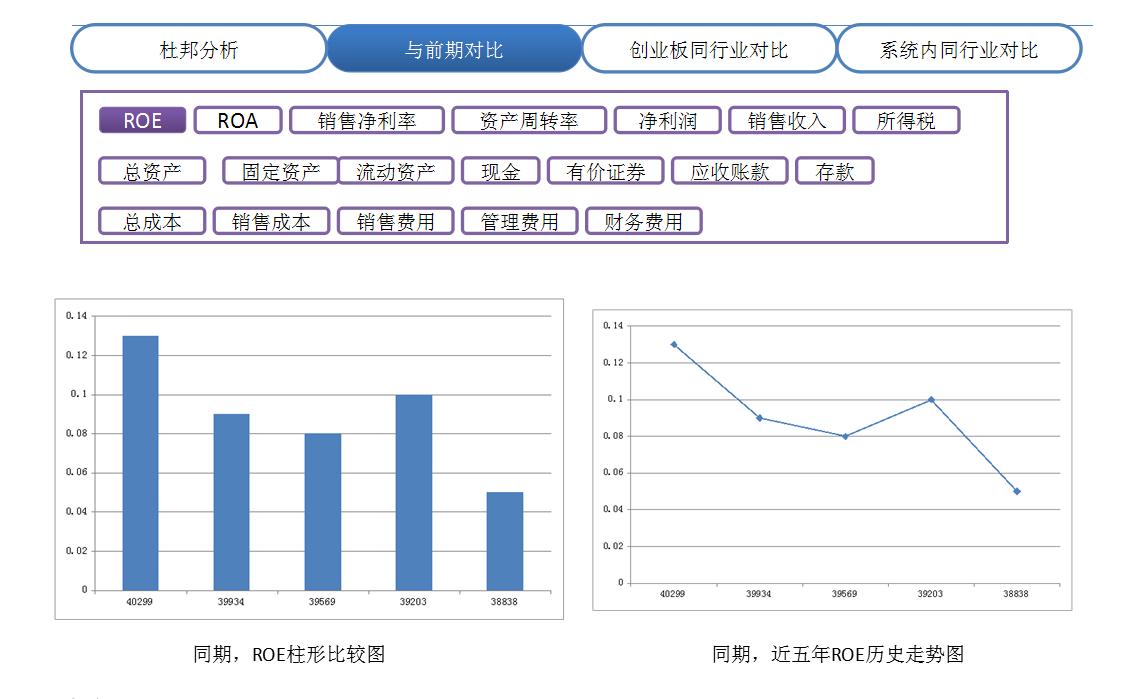 杜邦分析 与前期对比 创业板同行业对比 系统内同行业对比
ROE ROA 销售净利率 资产周转率 净利润 销售收入 所得税
总资产 固定资产 流动资产 现金 有价证券 应收账款 存款
总成本 销售成本 销售费用 管理费用 财务费用
0.14
0.12
0.1
0.08
0.06
0.04
0.02
0
40299 39934 39569 39203 38838
同期，ROE柱形比较图
0.14
0.12
0.1
0.08
0.06
0.04
0.02
0
40299 39934 39569 39203 38838
同期，近五年ROE历史走势图